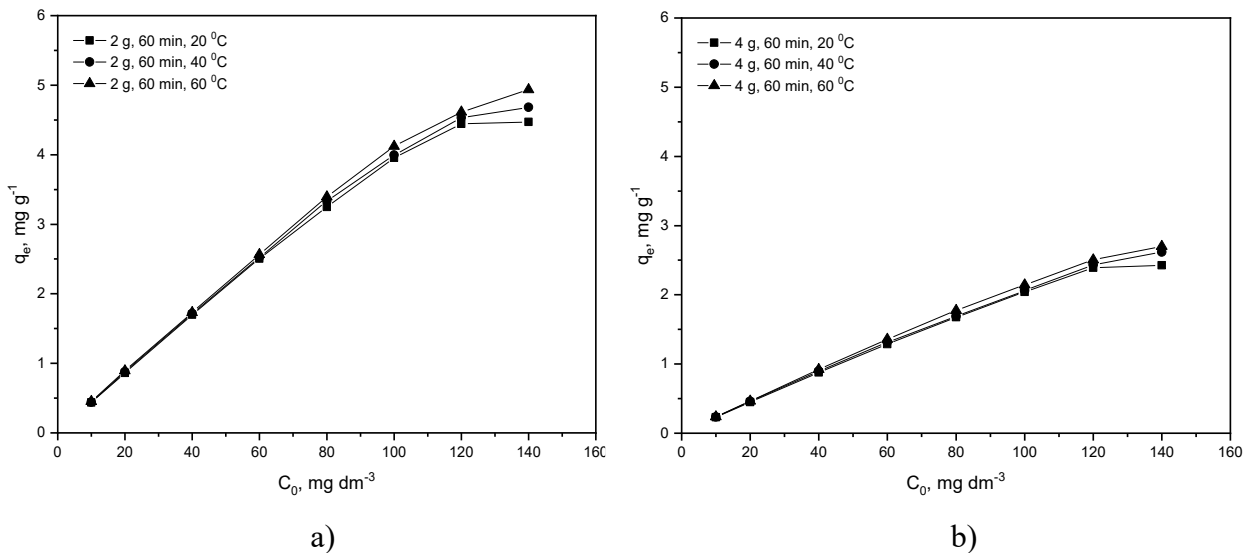 6
5
4
3
2
1
0
q_e, mg g^-1
2 g, 60 min, 20 ⁰C
2 g, 60 min, 40 ⁰C
2 g, 60 min, 60 ⁰C
0 20 40 60 80 100 120 140 160
C_0, mg dm^-3
a)
6
5
4
3
2
1
0
q_e, mg g^-1
4 g, 60 min, 20 ⁰C
4 g, 60 min, 40 ⁰C
4 g, 60 min, 60 ⁰C
0 20 40 60 80 100 120 140 160
C_0, mg dm^-3
b)